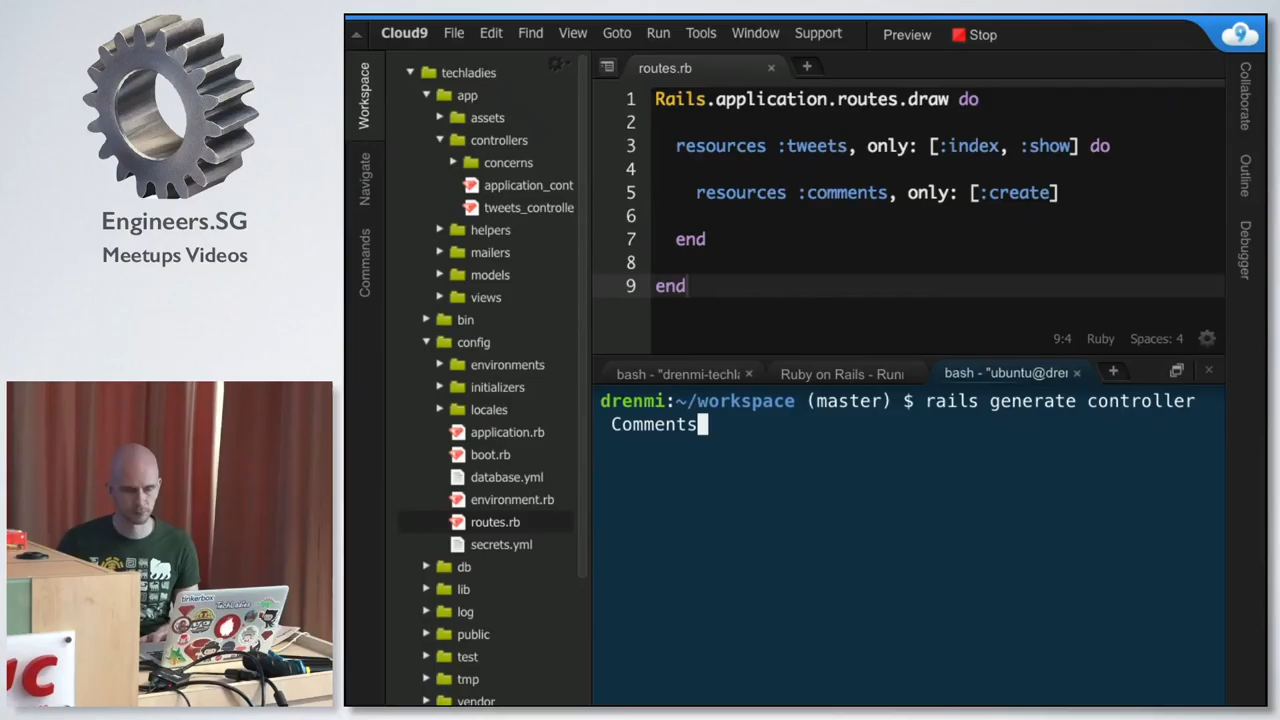 Engineers.SG
Meetups Videos
tinkerbox
TechLadies
Cloud9 File Edit Find View Goto Run Tools Window Support Preview Stop
Workspace
Navigate
Commands
techladies
app
assets
controllers
concerns
application_cont
tweets_controlle
helpers
mailers
models
views
bin
config
environments
initializers
locales
application.rb
boot.rb
database.yml
environment.rb
routes.rb
secrets.yml
db
lib
log
public
test
tmp
vendor
routes.rb
1 Rails.application.routes.draw do
2
3 resources :tweets, only: [:index, :show] do
4
5 resources :comments, only: [:create]
6
7 end
8
9 end
9:4 Ruby Spaces: 4
bash - "drenmi-techla Ruby on Rails - Run bash - "ubuntu@dren
drenmi:~/workspace (master) $ rails generate controller
Comments
Collaborate
Outline
Debugger